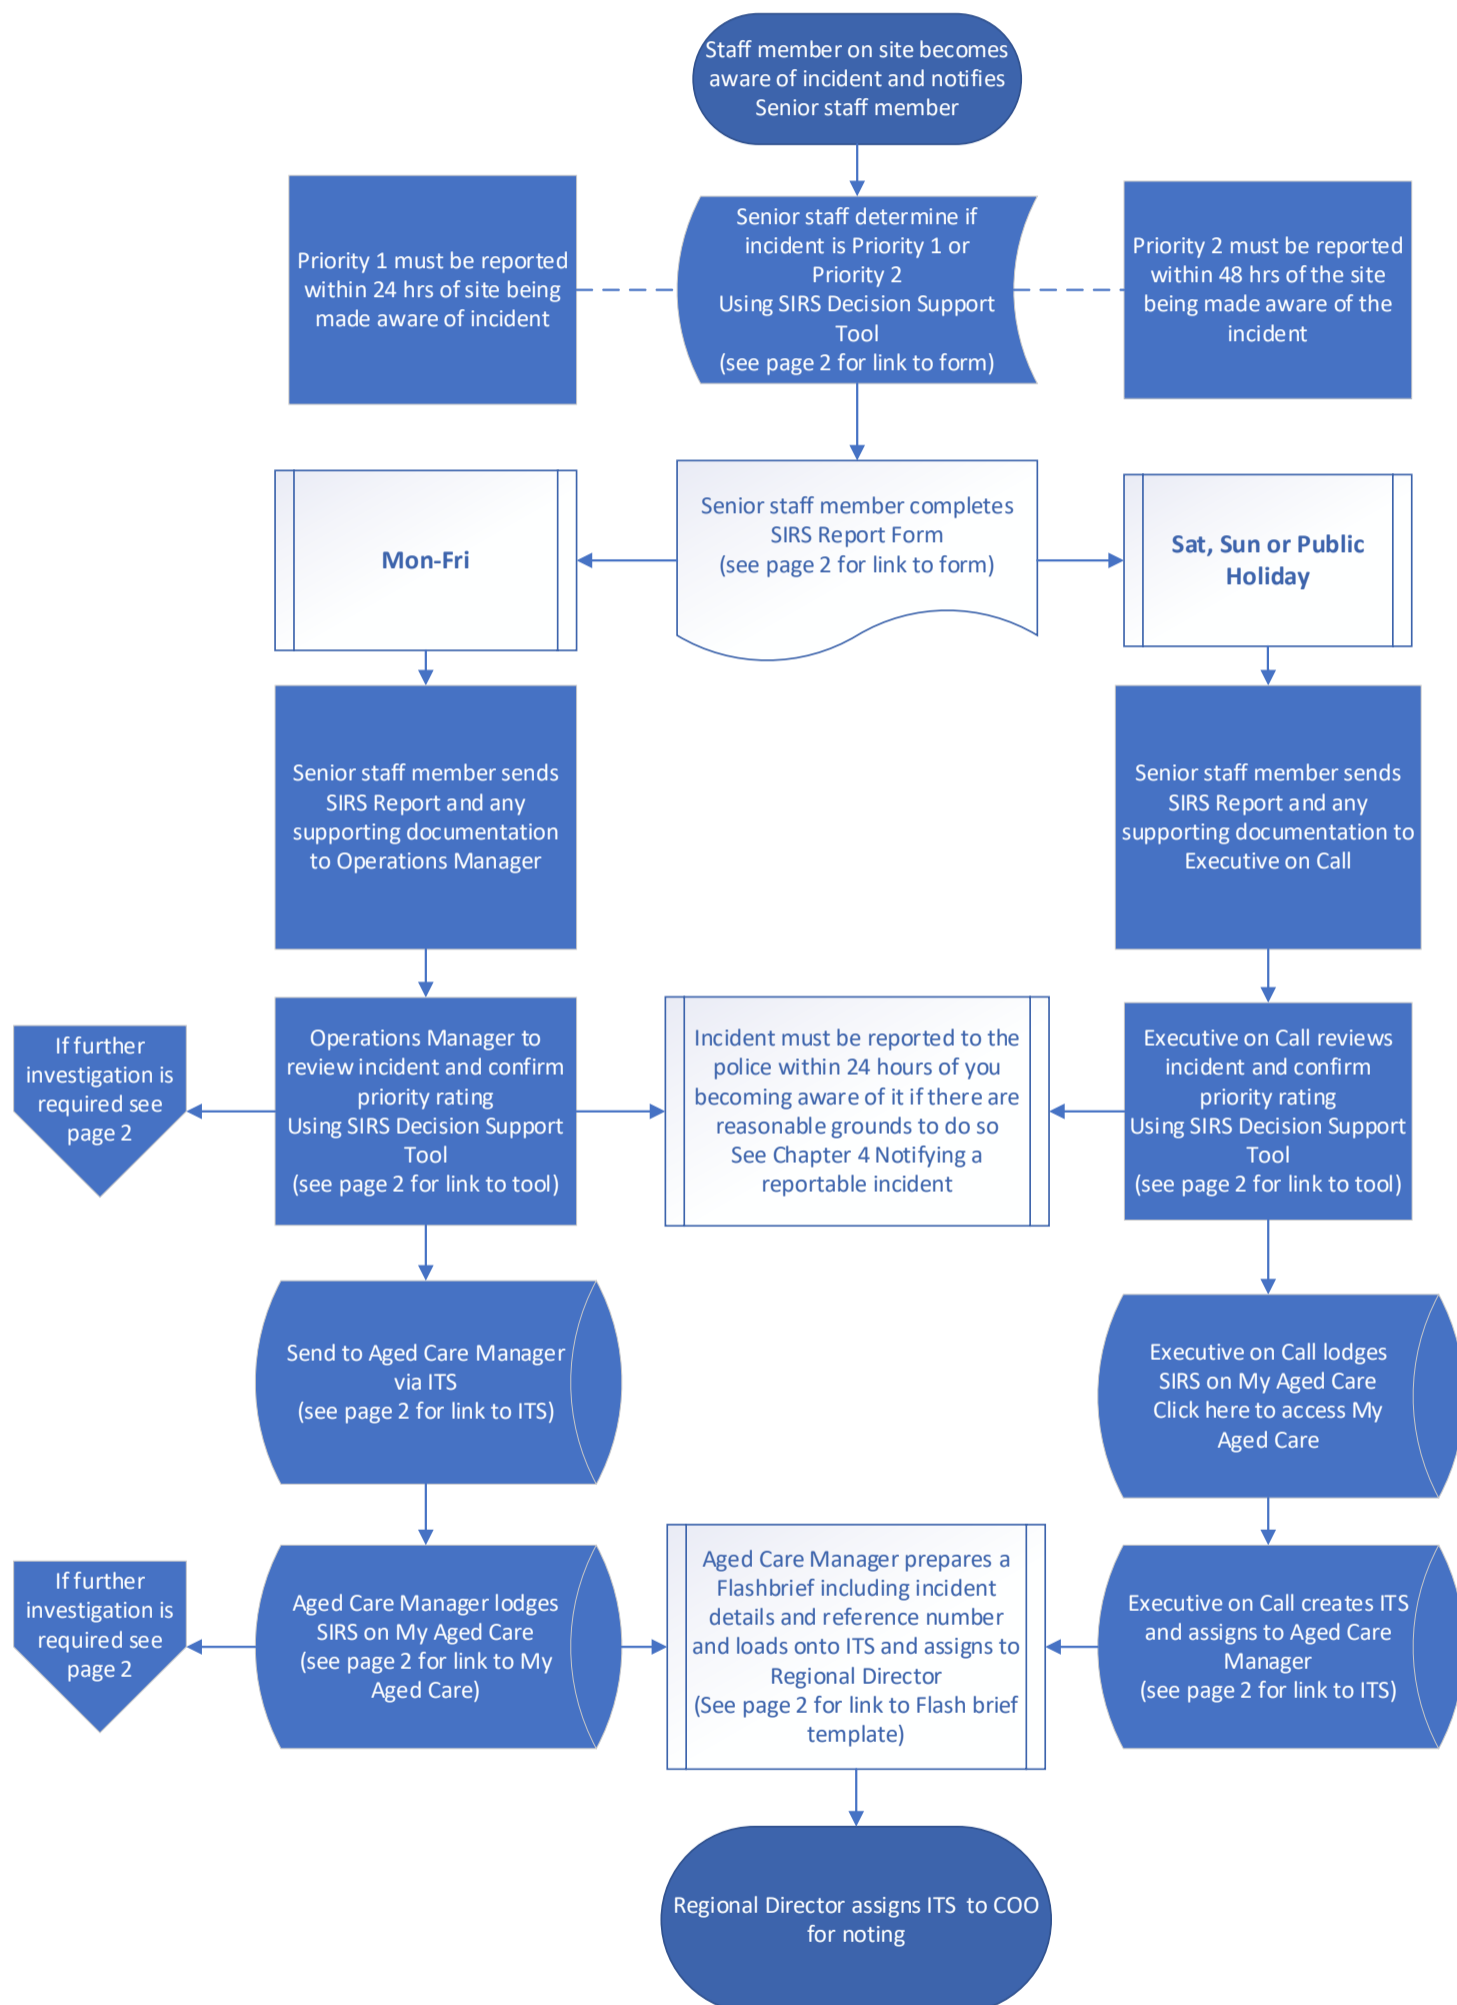 Staff member on site becomes
aware of incident and notifies
Senior staff member
Priority 1 must be reported
within 24 hrs of site being
made aware of incident
Senior staff determine if
incident is Priority 1 or
Priority 2
Using SIRS Decision Support
Tool
(see page 2 for link to form)
Priority 2 must be reported
within 48 hrs of the site
being made aware of the
incident
Mon-Fri
Senior staff member completes
SIRS Report Form
(see page 2 for link to form)
Sat, Sun or Public
Holiday
Senior staff member sends
SIRS Report and any
supporting documentation
to Operations Manager
Senior staff member sends
SIRS Report and any
supporting documentation to
Executive on Call
If further
investigation is
required see
page 2
Operations Manager to
review incident and confirm
priority rating
Using SIRS Decision Support
Tool
(see page 2 for link to tool)
Incident must be reported to the
police within 24 hours of you
becoming aware of it if there are
reasonable grounds to do so
See Chapter 4 Notifying a
reportable incident
Executive on Call reviews
incident and confirm
priority rating
Using SIRS Decision Support
Tool
(see page 2 for link to tool)
Send to Aged Care Manager
via ITS
(see page 2 for link to ITS)
Executive on Call lodges
SIRS on My Aged Care
Click here to access My
Aged Care
If further
investigation is
required see
page 2
Aged Care Manager lodges
SIRS on My Aged Care
(see page 2 for link to My
Aged Care)
Aged Care Manager prepares a
Flashbrief including incident
details and reference number
and loads onto ITS and assigns to
Regional Director
(See page 2 for link to Flash brief
template)
Executive on Call creates ITS
and assigns to Aged Care
Manager
(see page 2 for link to ITS)
Regional Director assigns ITS to COO
for noting